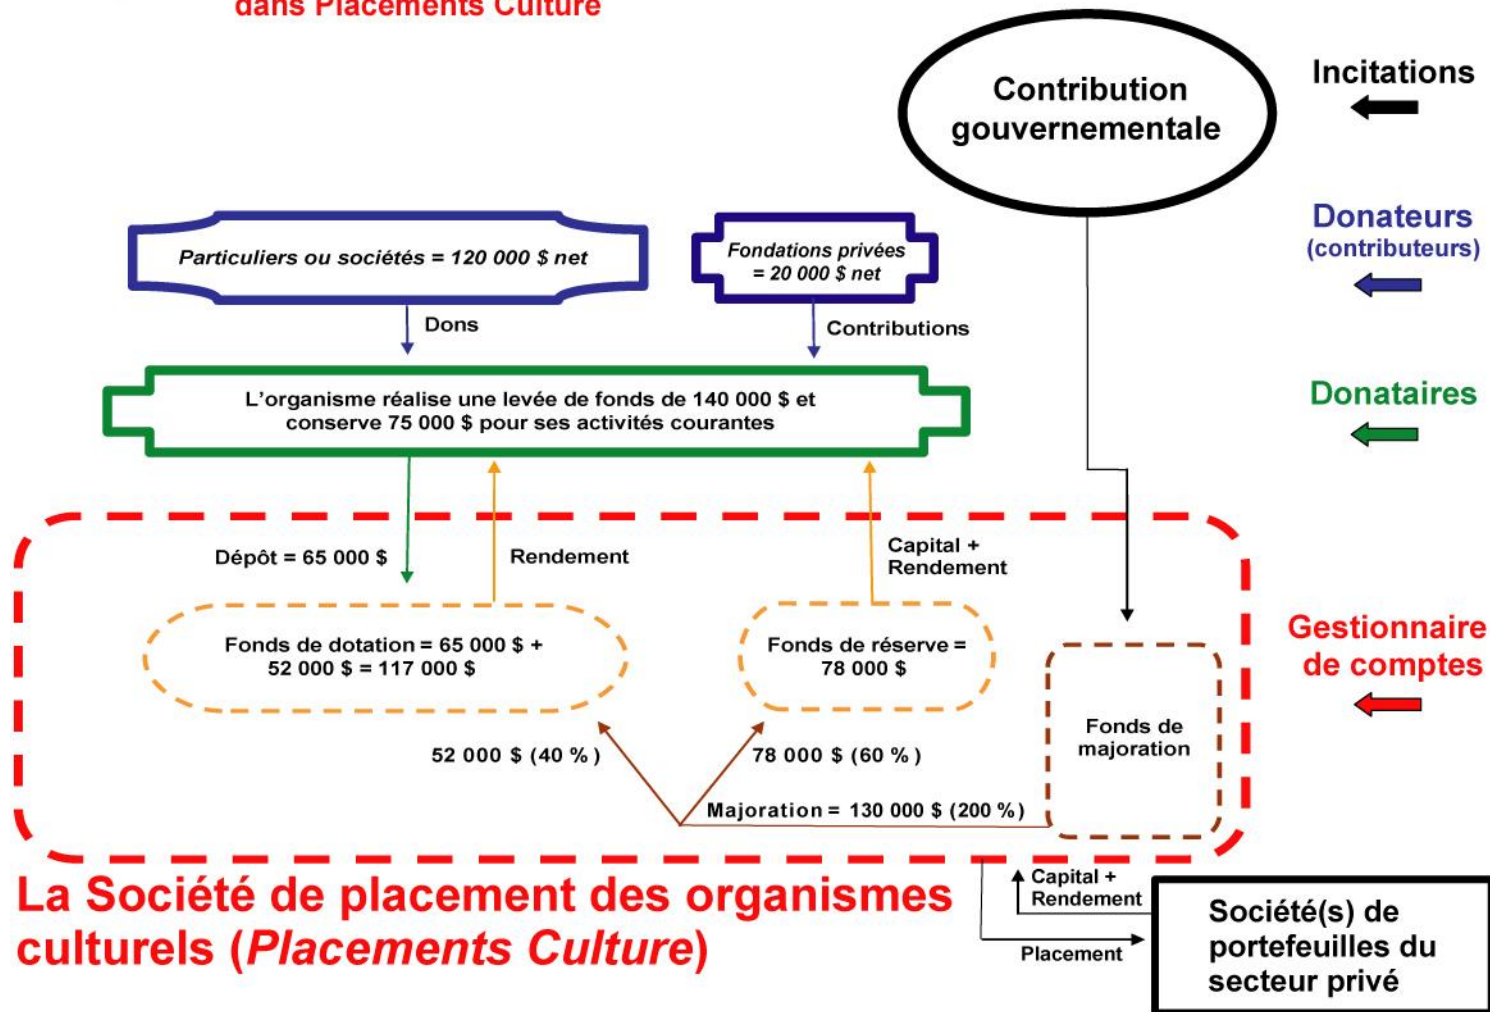 dans Placements Culture
Contribution
gouvernementale
Incitations
Donateurs
(contributeurs)
Particuliers ou sociétés = 120 000 $ net
Fondations privées
= 20 000 $ net
Dons
Contributions
L'organisme réalise une levée de fonds de 140 000 $ et
conserve 75 000 $ pour ses activités courantes
Donataires
Dépôt = 65 000 $
Rendement
Capital +
Rendement
Fonds de dotation = 65 000 $ +
52 000 $ = 117 000 $
Fonds de réserve =
78 000 $
Gestionnaire
de comptes
Fonds de
majoration
52 000 $ (40 %)
78 000 $ (60 %)
Majoration = 130 000 $ (200 %)
La Société de placement des organismes
culturels (Placements Culture)
Capital +
Rendement
Placement
Société(s) de
portefeuilles du
secteur privé